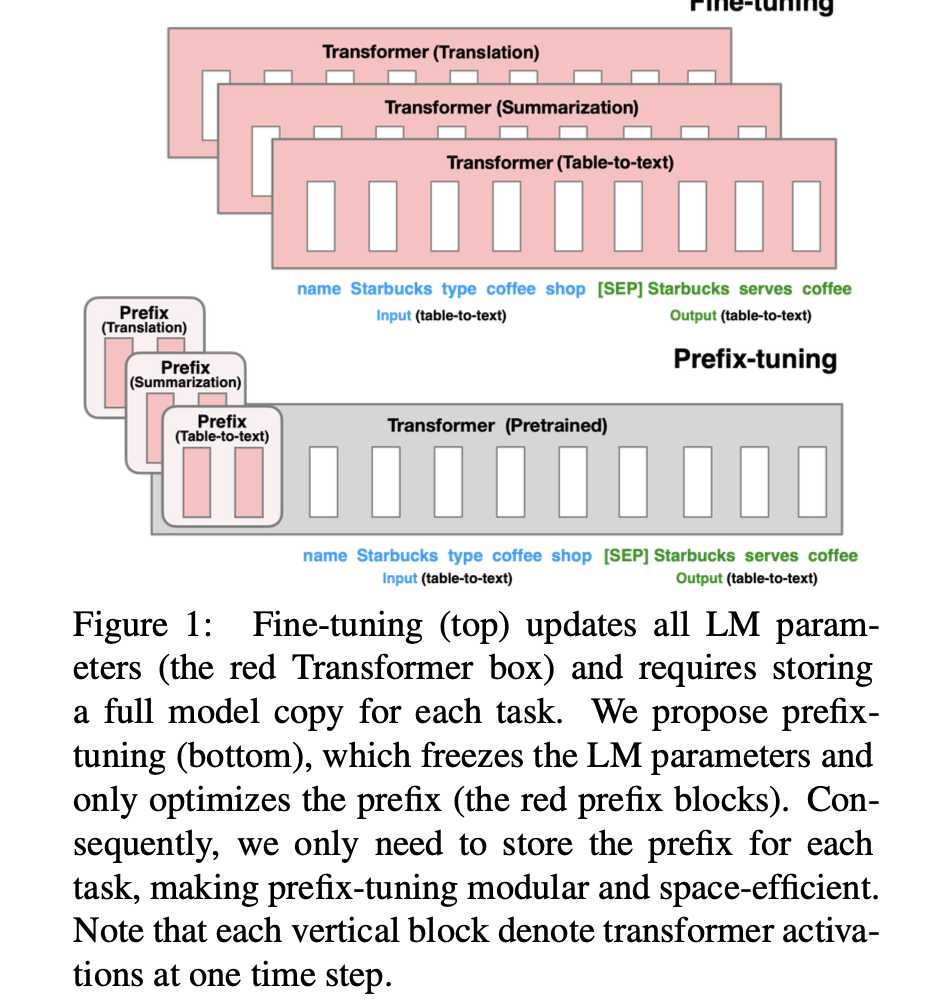 Fine-tuning
Transformer (Translation)
Transformer (Summarization)
Transformer (Table-to-text)
name Starbucks type coffee shop [SEP] Starbucks serves coffee
Input (table-to-text) Output (table-to-text)
Prefix-tuning
Prefix
(Translation)
Prefix
(Summarization)
Prefix
(Table-to-text)
Transformer (Pretrained)
name Starbucks type coffee shop [SEP] Starbucks serves coffee
Input (table-to-text) Output (table-to-text)
Figure 1: Fine-tuning (top) updates all LM param-
eters (the red Transformer box) and requires storing
a full model copy for each task. We propose prefix-
tuning (bottom), which freezes the LM parameters and
only optimizes the prefix (the red prefix blocks). Con-
sequently, we only need to store the prefix for each
task, making prefix-tuning modular and space-efficient.
Note that each vertical block denote transformer activa-
tions at one time step.